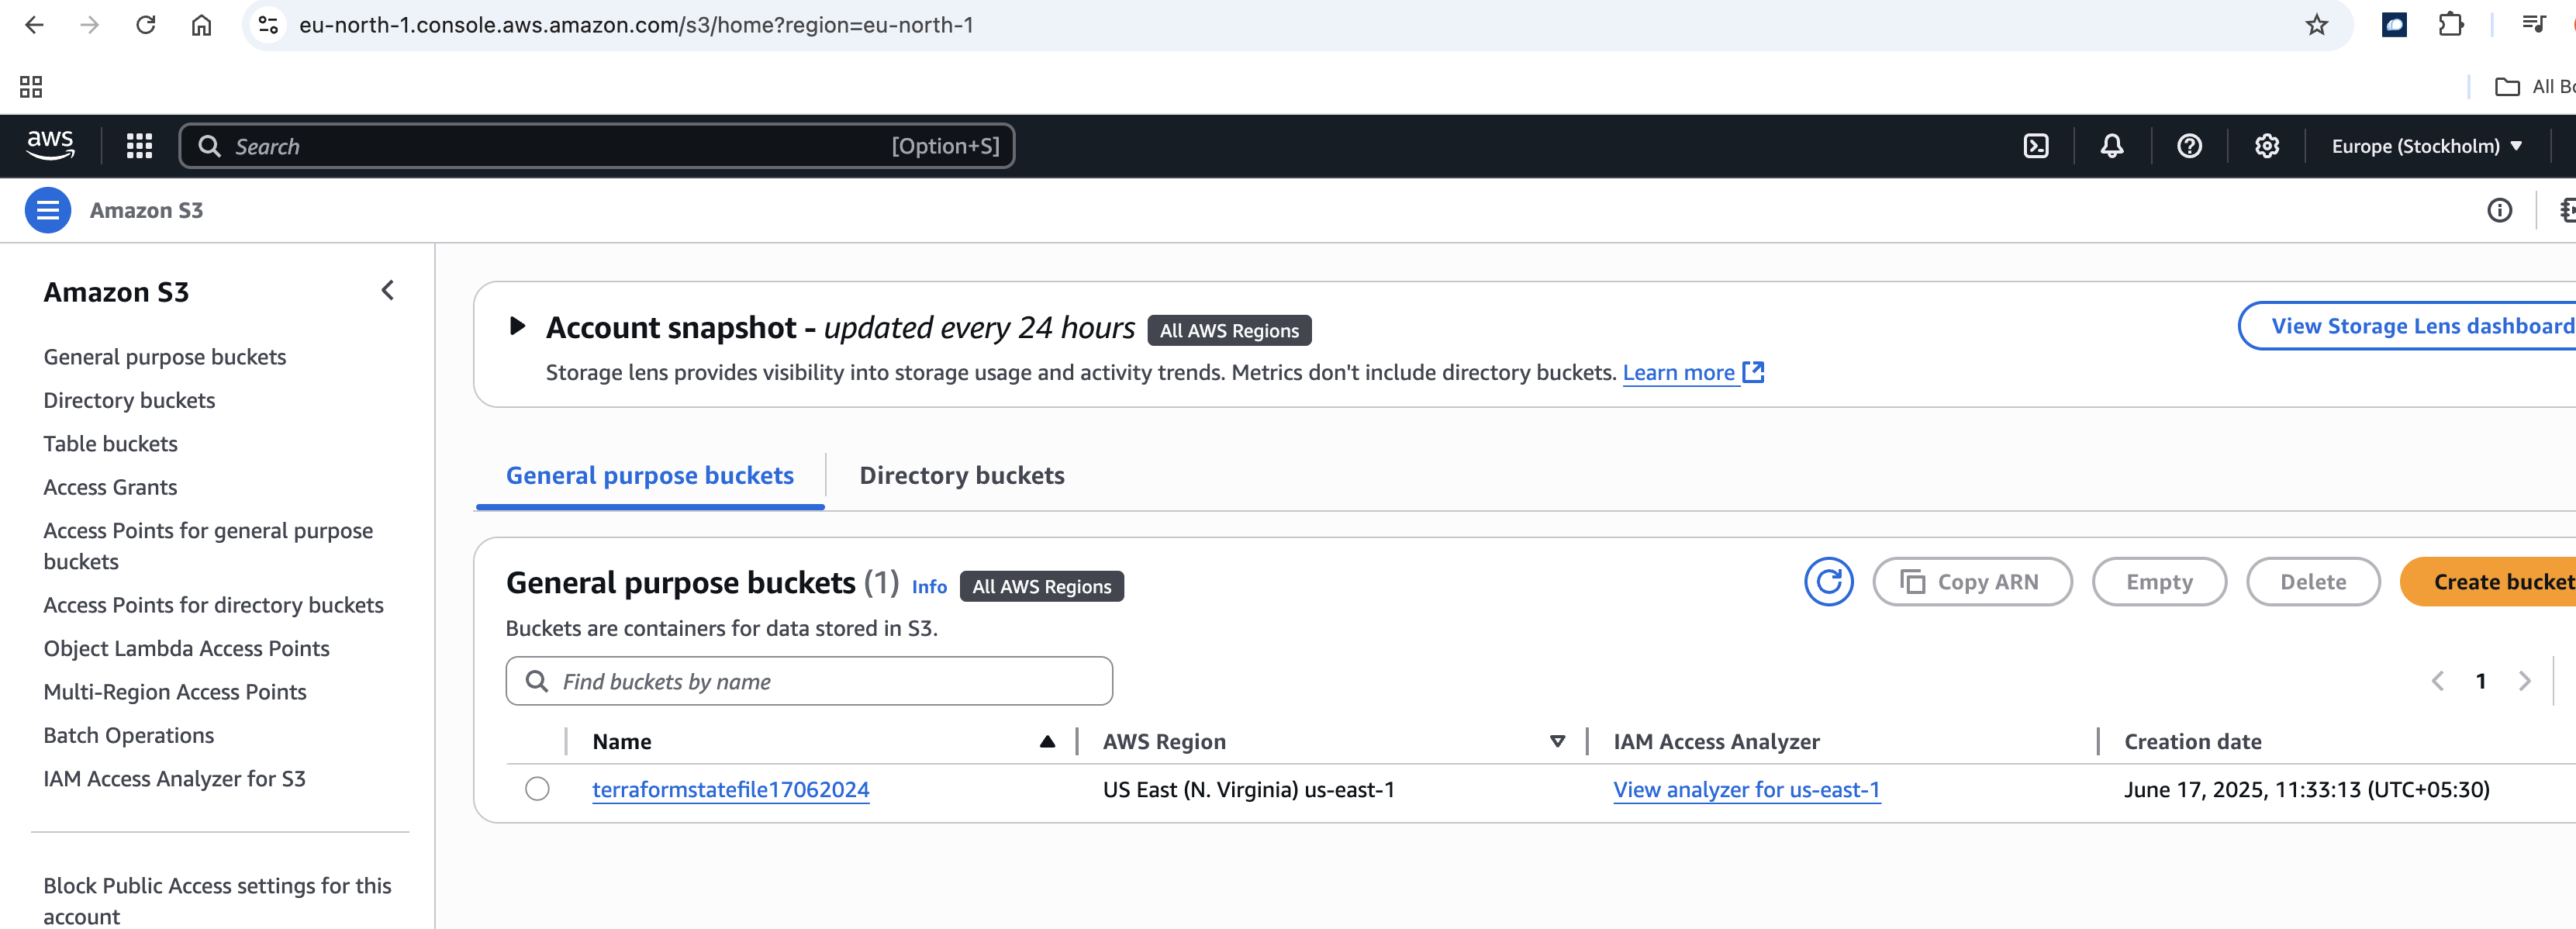 eu-north-1.console.aws.amazon.com/s3/home?region=eu-north-1
All Bo
aws
Search
[Option+S]
Europe (Stockholm)
Amazon S3
Amazon S3
General purpose buckets
Directory buckets
Table buckets
Access Grants
Access Points for general purpose
buckets
Access Points for directory buckets
Object Lambda Access Points
Multi-Region Access Points
Batch Operations
IAM Access Analyzer for S3
Block Public Access settings for this
account
Account snapshot - updated every 24 hours All AWS Regions
View Storage Lens dashboard
Storage lens provides visibility into storage usage and activity trends. Metrics don't include directory buckets. Learn more
General purpose buckets
Directory buckets
General purpose buckets (1) Info All AWS Regions
Copy ARN
Empty
Delete
Create bucket
Buckets are containers for data stored in S3.
Find buckets by name
1
Name AWS Region IAM Access Analyzer Creation date
terraformstatefile17062024 US East (N. Virginia) us-east-1 View analyzer for us-east-1 June 17, 2025, 11:33:13 (UTC+05:30)